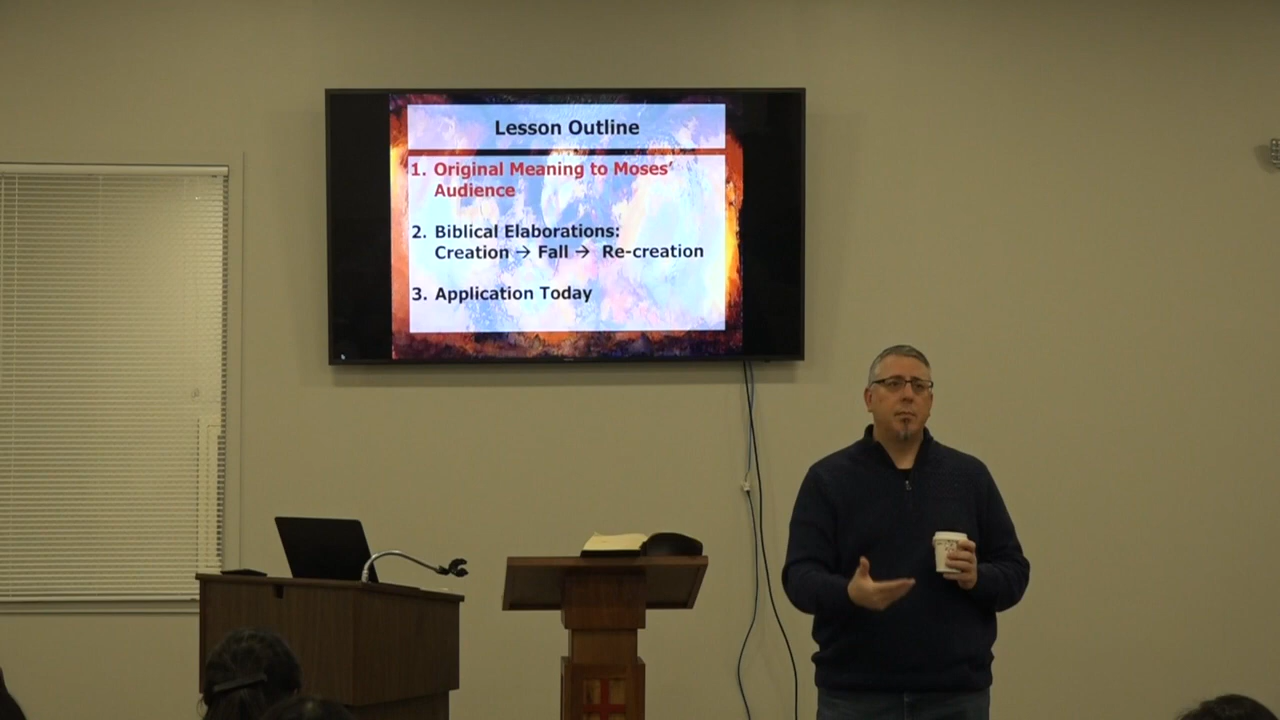 Lesson Outline
1. Original Meaning to Moses'
Audience
2. Biblical Elaborations:
Creation → Fall → Re-creation
3. Application Today